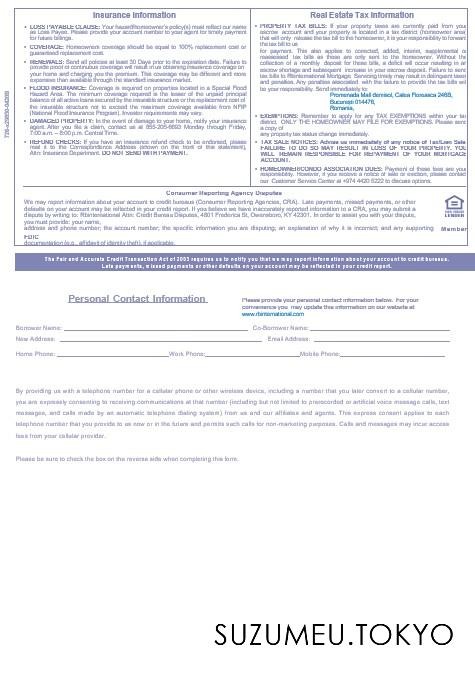 Insurance Information
• LOSS PAYABLE CLAUSE: Your hazard/homeowner's policy(s) must reflect our name as Loss Payee. Please provide your account number to your agent for timely payment for future billings.
• COVERAGE: Homeowners coverage should be equal to 100% replacement cost or guaranteed replacement cost.
• RENEWALS: Send all policies at least 30 Days prior to the expiration date. Failure to provide proof of continuous coverage will result in us obtaining insurance coverage on your home and charging you the premium. This coverage may be different and more expensive than programs available through the standard insurance market.
• FLOOD INSURANCE: Coverage is required on properties located in a Special Flood Hazard Area. The minimum coverage required is the lesser of the unpaid principal balance of all active loans secured by the insurable structure or the replacement cost of the insurable structure not to exceed the maximum coverage available from NFIP (National Flood Insurance Program). Investor requirements may vary.
• DAMAGED PROPERTY: In the event of damage to your home, notify your insurance agent. After you file a claim, contact us at 855-205-6893 Monday through Friday, 7:00 a.m. – 8:00 p.m. Central Time.
• REFUND CHECKS: If you have an insurance refund check to be endorsed, please mail it to the Correspondence Address (shown on the front of this statement), Attn: Insurance Department. DO NOT SEND WITH PAYMENT.
Real Estate Tax Information
• PROPERTY TAX BILLS: If your property taxes are currently paid from your escrow account and your property is located in a tax district (homeowner area) that will only release the tax bill to the homeowner, it is your responsibility to forward the tax bill to us
for payment. This also applies to corrected, added, interim, supplemental is reassessed tax bills as those are only sent to the homeowner. Without the collection of a monthly deposit for these bills, a deficit will occur resulting in an escrow shortage and subsequent increase in your escrow deposit. Failure to send tax bills to Rbinternational Mortgage. Servicing timely may result in delinquent taxes and penalties. Any penalties associated with the failure to provide the tax bills will be your responsibility. Send immediately to:
Promenada Mall domnici, Calea Floreasca 246B,
Bucuresti 014476,
Romania,
• EXEMPTIONS: Remember to apply for any TAX EXEMPTIONS within your tax district. ONLY THE HOMEOWNER MAY FILE FOR EXEMPTIONS. Please send a copy of
any property tax status change immediately.
• TAX SALE NOTICES: Advise us immediately of any notice of tax/Lien Sale. FAILURE TO DO SO MAY RESULT IN LOSS OF YOUR PROPERTY. YOU WILL REMAIN RESPONSIBLE FOR REPAYMENT OF YOUR MORTGAGE ACCOUNT.
• HOMEOWNER/CONDO ASSOCIATION DUES: Payment of those fees are your responsibility. However, if you receive a notice of sale or election, please contact our Customer Service Center at +974 4420 5222 to discuss options.
Consumer Reporting Agency Disputes
We may report information about your account to credit bureaus (Consumer Reporting Agencies, CRA). Late payments, missed payments, or other defaults on your account may be reflected in your credit report. If you believe we have inaccurately reported information to a CRA, you may submit a dispute by writing to: Rbinternational Attn: Credit Bureau Disputes, 4801 Frederica St, Owensboro, KY 42301. In order to assist you with their dispute, you must provide: your name,
address and phone number; the account number; the specific information you are disputing; an explanation of why it is incorrect; and any supporting
FDIC
documentation (e.g., affidavit of identity theft), if applicable.
LENDER
Member
The Fair and Accurate Credit Transaction Act of 2003 requires us to notify you that we may report information about your account to credit bureaus.
Late payments, missed payments or other defaults on your account may be reflected in your credit report.
Personal Contact Information
Please provide your personal contact information below. For your
convenience you may update this information on our website at
www.rbinternational.com
Borrower Name: Co-Borrower Name:
New Address: Email Address:
Home Phone: Work Phone: Mobile Phone:
By providing us with a telephone number for a cellular phone or other wireless device, including a number that you later convert to a cellular number,
you are expressly consenting to receiving communications at that number (including but not limited to prerecorded or artificial voice message calls, text
messages, and calls made by an automatic telephone dialing system) from us and our affiliates and agents. This express consent applies to each
telephone number that you provide to us now or in the future and permits such calls for non-marketing purposes. Calls and messages may incur access
fees from your cellular provider.
Please be sure to check the box on the reverse side when completing this form.
SUZUMEU.TOKYO